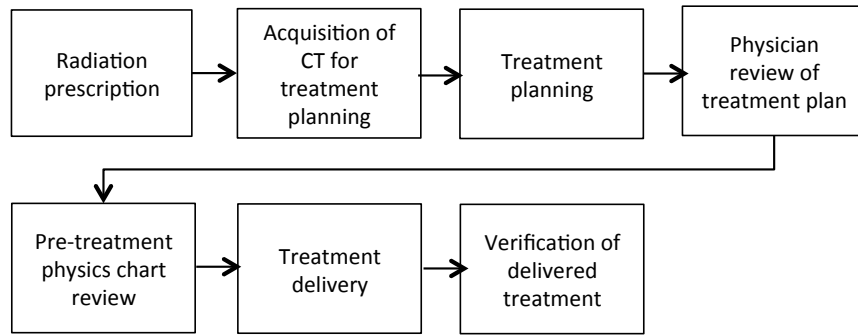 Radiation
prescription
Acquisition of
CT for
treatment
planning
Treatment
planning
Physician
review of
treatment plan
Pre-treatment
physics chart
review
Treatment
delivery
Verification of
delivered
treatment